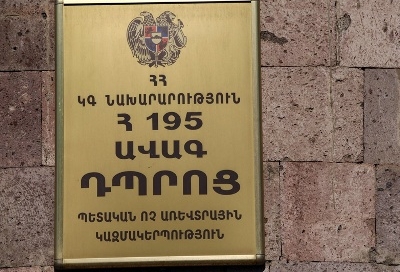 ՀՀ
ԿԳ ՆԱԽԱՐԱՐՈՒԹՅՈՒՆ
Հ 195
ԱՎԱԳ
ԴՊՐՈՑ
ՊԵՏԱԿԱՆ ՈՉ ԱՌԵՎՏՐԱՅԻՆ
ԿԱԶՄԱԿԵՐՊՈՒԹՅՈՒՆ